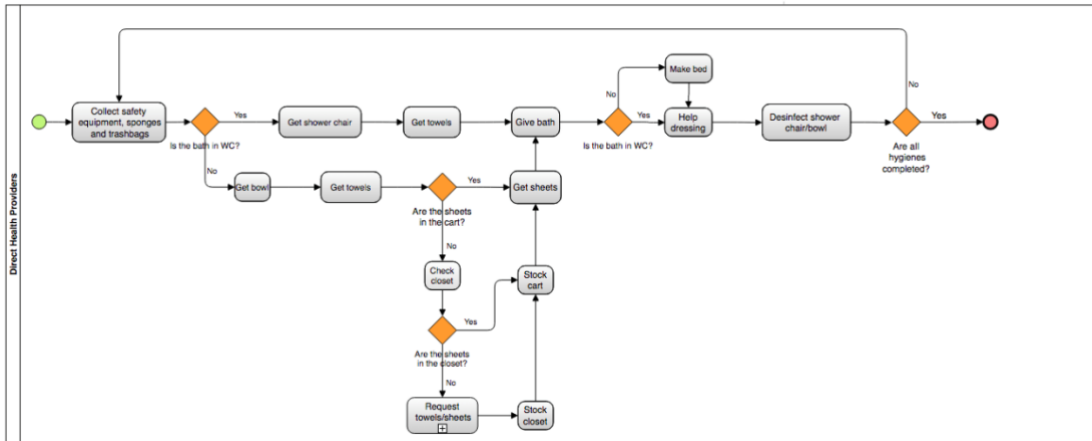 No
Make bed
Collect safety
equipment, sponges
and trashbags
Yes
Get shower chair
Get towels
Give bath
No
Yes
Help
dressing
Desinfect shower
chair/bowl
Yes
Is the bath in WC?
Is the bath in WC?
Are all
hygienes
completed?
No
Get bowl
Get towels
Yes
Get sheets
Are the sheets
in the cart?
No
Check
closet
Stock
cart
Yes
Are the sheets
in the closet?
No
Request
towels/sheets
Stock
closet
Direct Health Providers